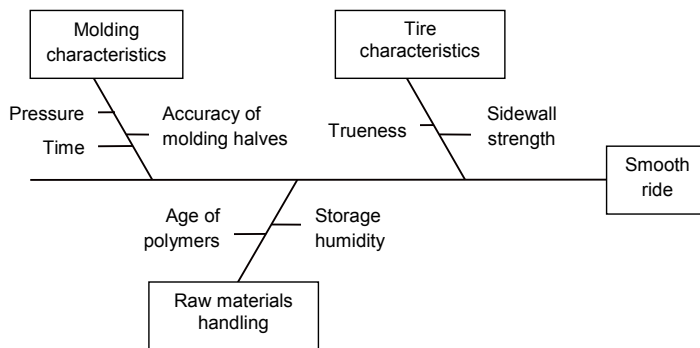 Molding
characteristics
Tire
characteristics
Pressure
Accuracy of
molding halves
Time
Trueness
Sidewall
strength
Smooth
ride
Age of
polymers
Storage
humidity
Raw materials
handling